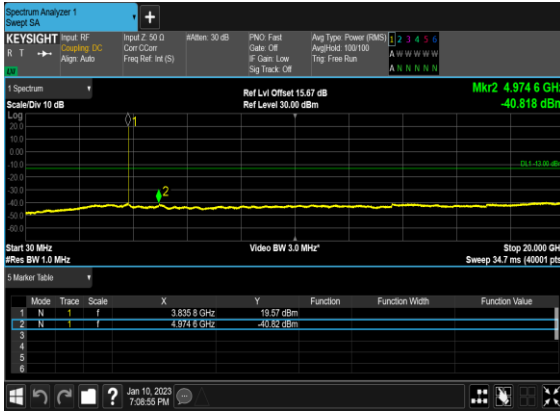 Spectrum Analyzer 1
Swept SA
+
KEYSIGHT Input: RF Input Z: 50 Ω #Atten: 30 dB PNO: Fast Avg Type: Power (RMS) 1 2 3 4 5 6
R T Coupling: DC Corr CCorr Gate: Off Avg|Hold: 100/100 A W W W W W
Align: Auto Freq Ref: Int (S) IF Gain: Low Trig: Free Run
Sig Track: Off A N N N N N
1 Spectrum Ref Lvl Offset 15.67 dB Mkr2 4.974 6 GHz
Scale/Div 10 dB Ref Level 30.00 dBm -40.818 dBm
Log
20.0
10.0
0.00
-10.0
-20.0
-30.0
-40.0
-50.0
-60.0
1
2
DL1 -13.00 dBm
Start 30 MHz Video BW 3.0 MHz* Stop 20.000 GH
#Res BW 1.0 MHz Sweep 34.7 ms (40001 pts
5 Marker Table
Mode Trace Scale X Y Function Function Width Function Value
1 N 1 f 3.835 8 GHz 19.57 dBm
2 N 1 f 4.974 6 GHz -40.82 dBm
3
4
5
6
? Jan 10, 2023
7:08:55 PM